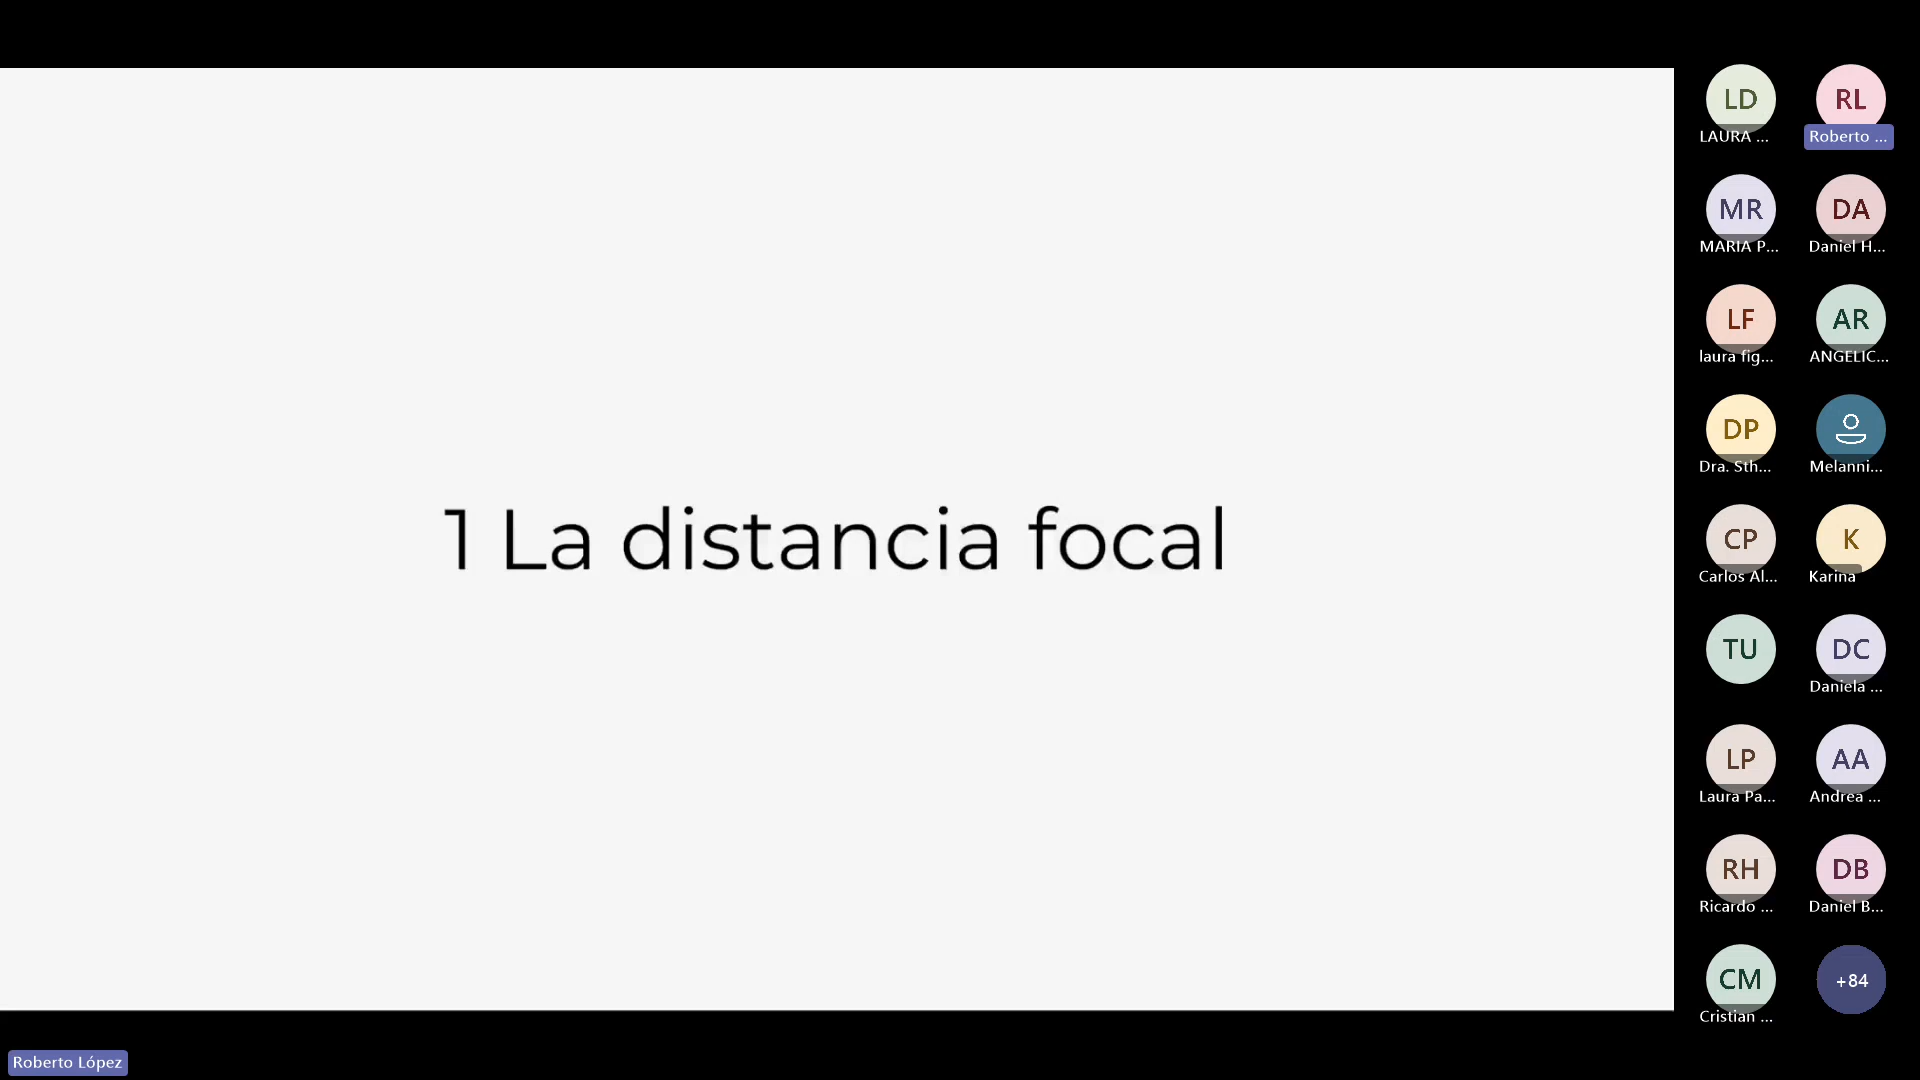 1 La distancia focal
LD
LAURA ...
RL
Roberto ...
MR
MARIA P...
DA
Daniel H...
LF
laura fig...
AR
ANGELIC...
DP
Dra. Sth...
Melanni...
CP
Carlos Al...
K
Karina
TU
DC
Daniela ...
LP
Laura Pa...
AA
Andrea ...
RH
Ricardo ...
DB
Daniel B...
CM
Cristian ...
+84
Roberto López